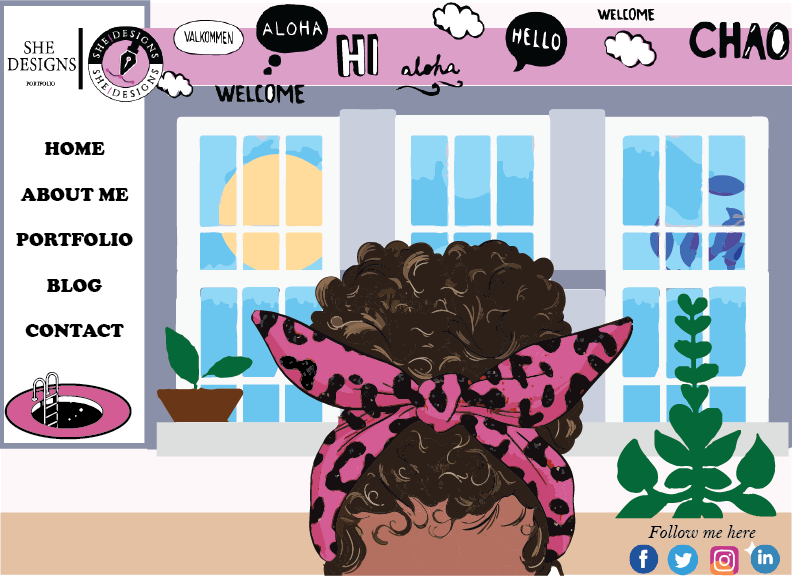 SHE
DESIGNS
PORTFOLIO
SHE|DESIGNS
SHE|DESIGNS
VALKOMMEN
ALOHA
HI
aloha
WELCOME
HELLO
WELCOME
CHAO
HOME
ABOUT ME
PORTFOLIO
BLOG
CONTACT
Follow me here
f
in